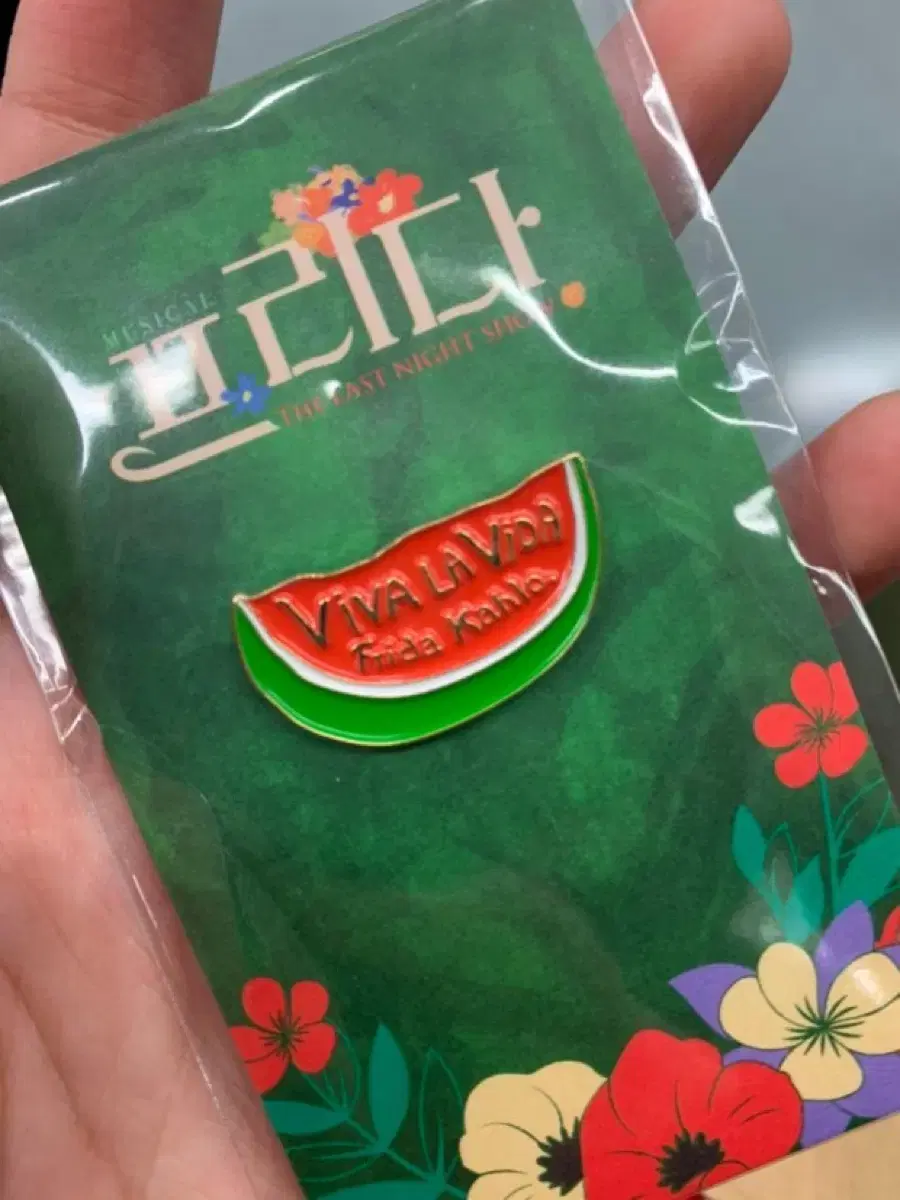 MUSICAL
프리다
THE LAST NIGHT SHOW
VIVA LA ViDA
Frida Kahlo.